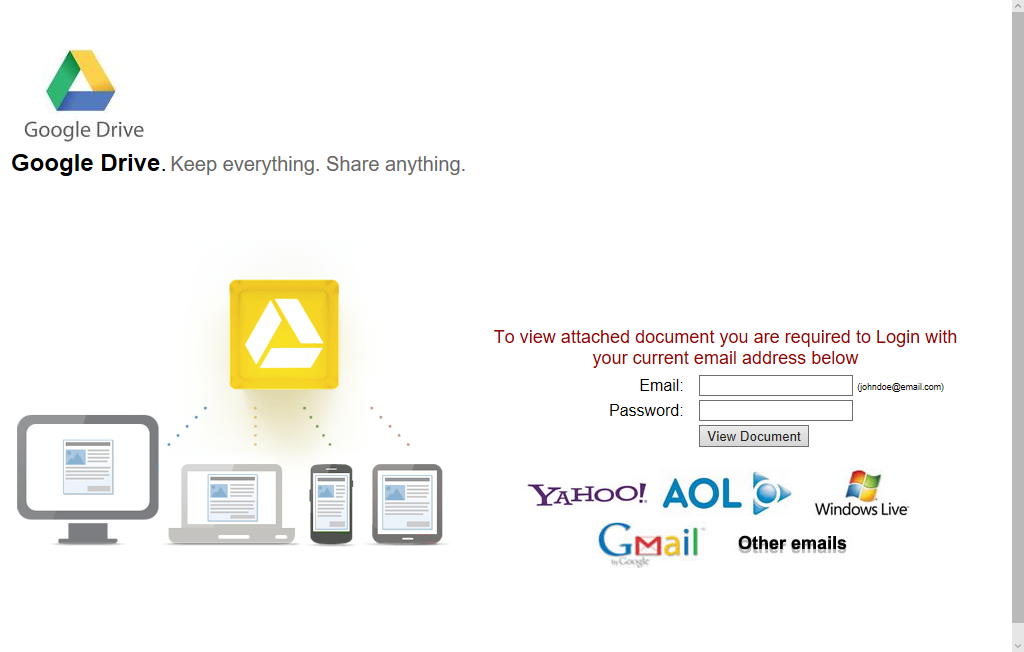 Google Drive
Google Drive. Keep everything. Share anything.
To view attached document you are required to Login with
your current email address below
Email: (johndoe@email.com)
Password:
View Document
YAHOO! AOL Windows Live
Gmail by Google Other emails